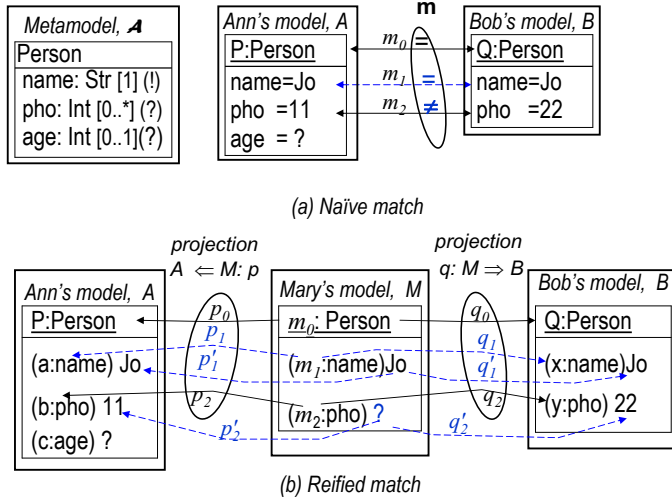 m
Metamodel, A
Person
name: Str [1] (!)
pho: Int [0..*] (?)
age: Int [0..1](?)
Ann's model, A
P:Person
name=Jo
pho =11
age = ?
m0 =
m1 =
m2 ≠
Bob's model, B
Q:Person
name=Jo
pho =22
(a) Naïve match
projection
A ⇐ M: p
projection
q: M ⇒ B
Ann's model, A
P:Person
(a:name) Jo
(b:pho) 11
(c:age) ?
p0
p1
p′1
p2
p′2
Mary's model, M
m0: Person
(m1:name)Jo
(m2:pho) ?
q0
q1
q′1
q2
q′2
Bob's model, B
Q:Person
(x:name)Jo
(y:pho) 22
(b) Reified match